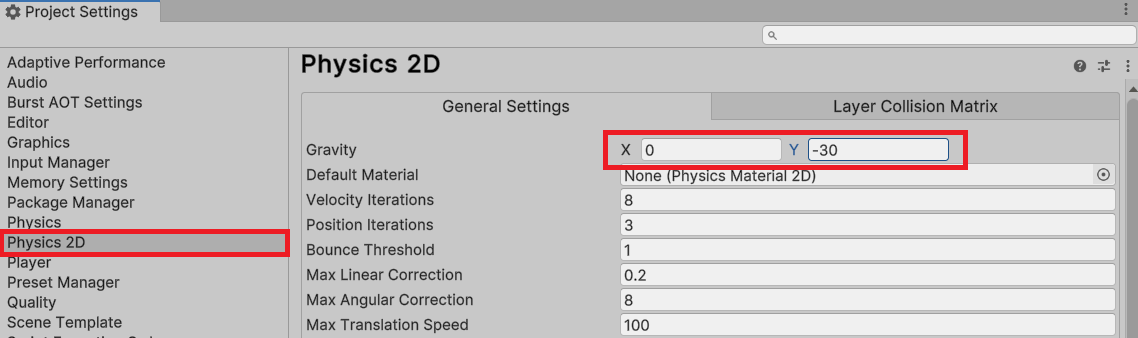 Project Settings
Adaptive Performance
Audio
Burst AOT Settings
Editor
Graphics
Input Manager
Memory Settings
Package Manager
Physics
Physics 2D
Player
Preset Manager
Quality
Scene Template
Physics 2D
General Settings
Layer Collision Matrix
Gravity X 0 Y -30
Default Material None (Physics Material 2D)
Velocity Iterations 8
Position Iterations 3
Bounce Threshold 1
Max Linear Correction 0.2
Max Angular Correction 8
Max Translation Speed 100